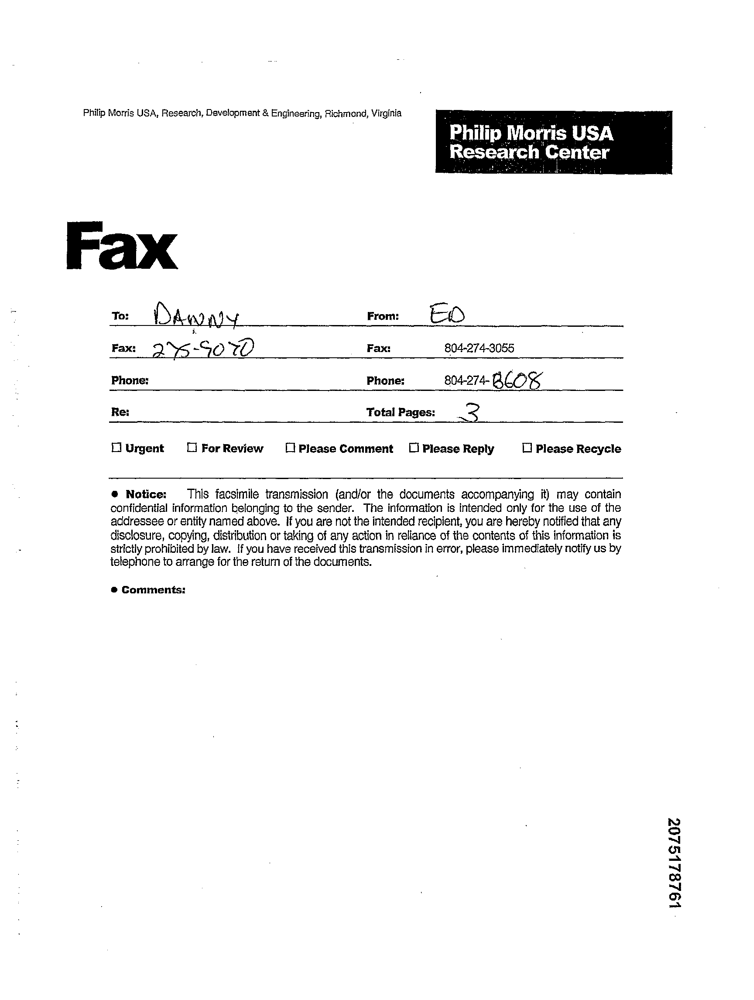 Philip Morris USA, Research, Development & Engineering, Richmond, Virginia
Philip Morris USA
Research Center
Fax
To: DANNY From: ED
Fax: 275-9070 Fax: 804-274-3055
Phone: Phone: 804-274-3608
Re: Total Pages: 3
☐ Urgent ☐ For Review ☐ Please Comment ☐ Please Reply ☐ Please Recycle
● Notice: This facsimile transmission (and/or the documents accompanying it) may contain
confidential information belonging to the sender. The information is intended only for the use of the
addressee or entity named above. If you are not the intended recipient, you are hereby notified that any
disclosure, copying, distribution or taking of any action in reliance of the contents of this information is
strictly prohibited by law. If you have received this transmission in error, please immediately notify us by
telephone to arrange for the return of the documents.
● Comments:
2075178761